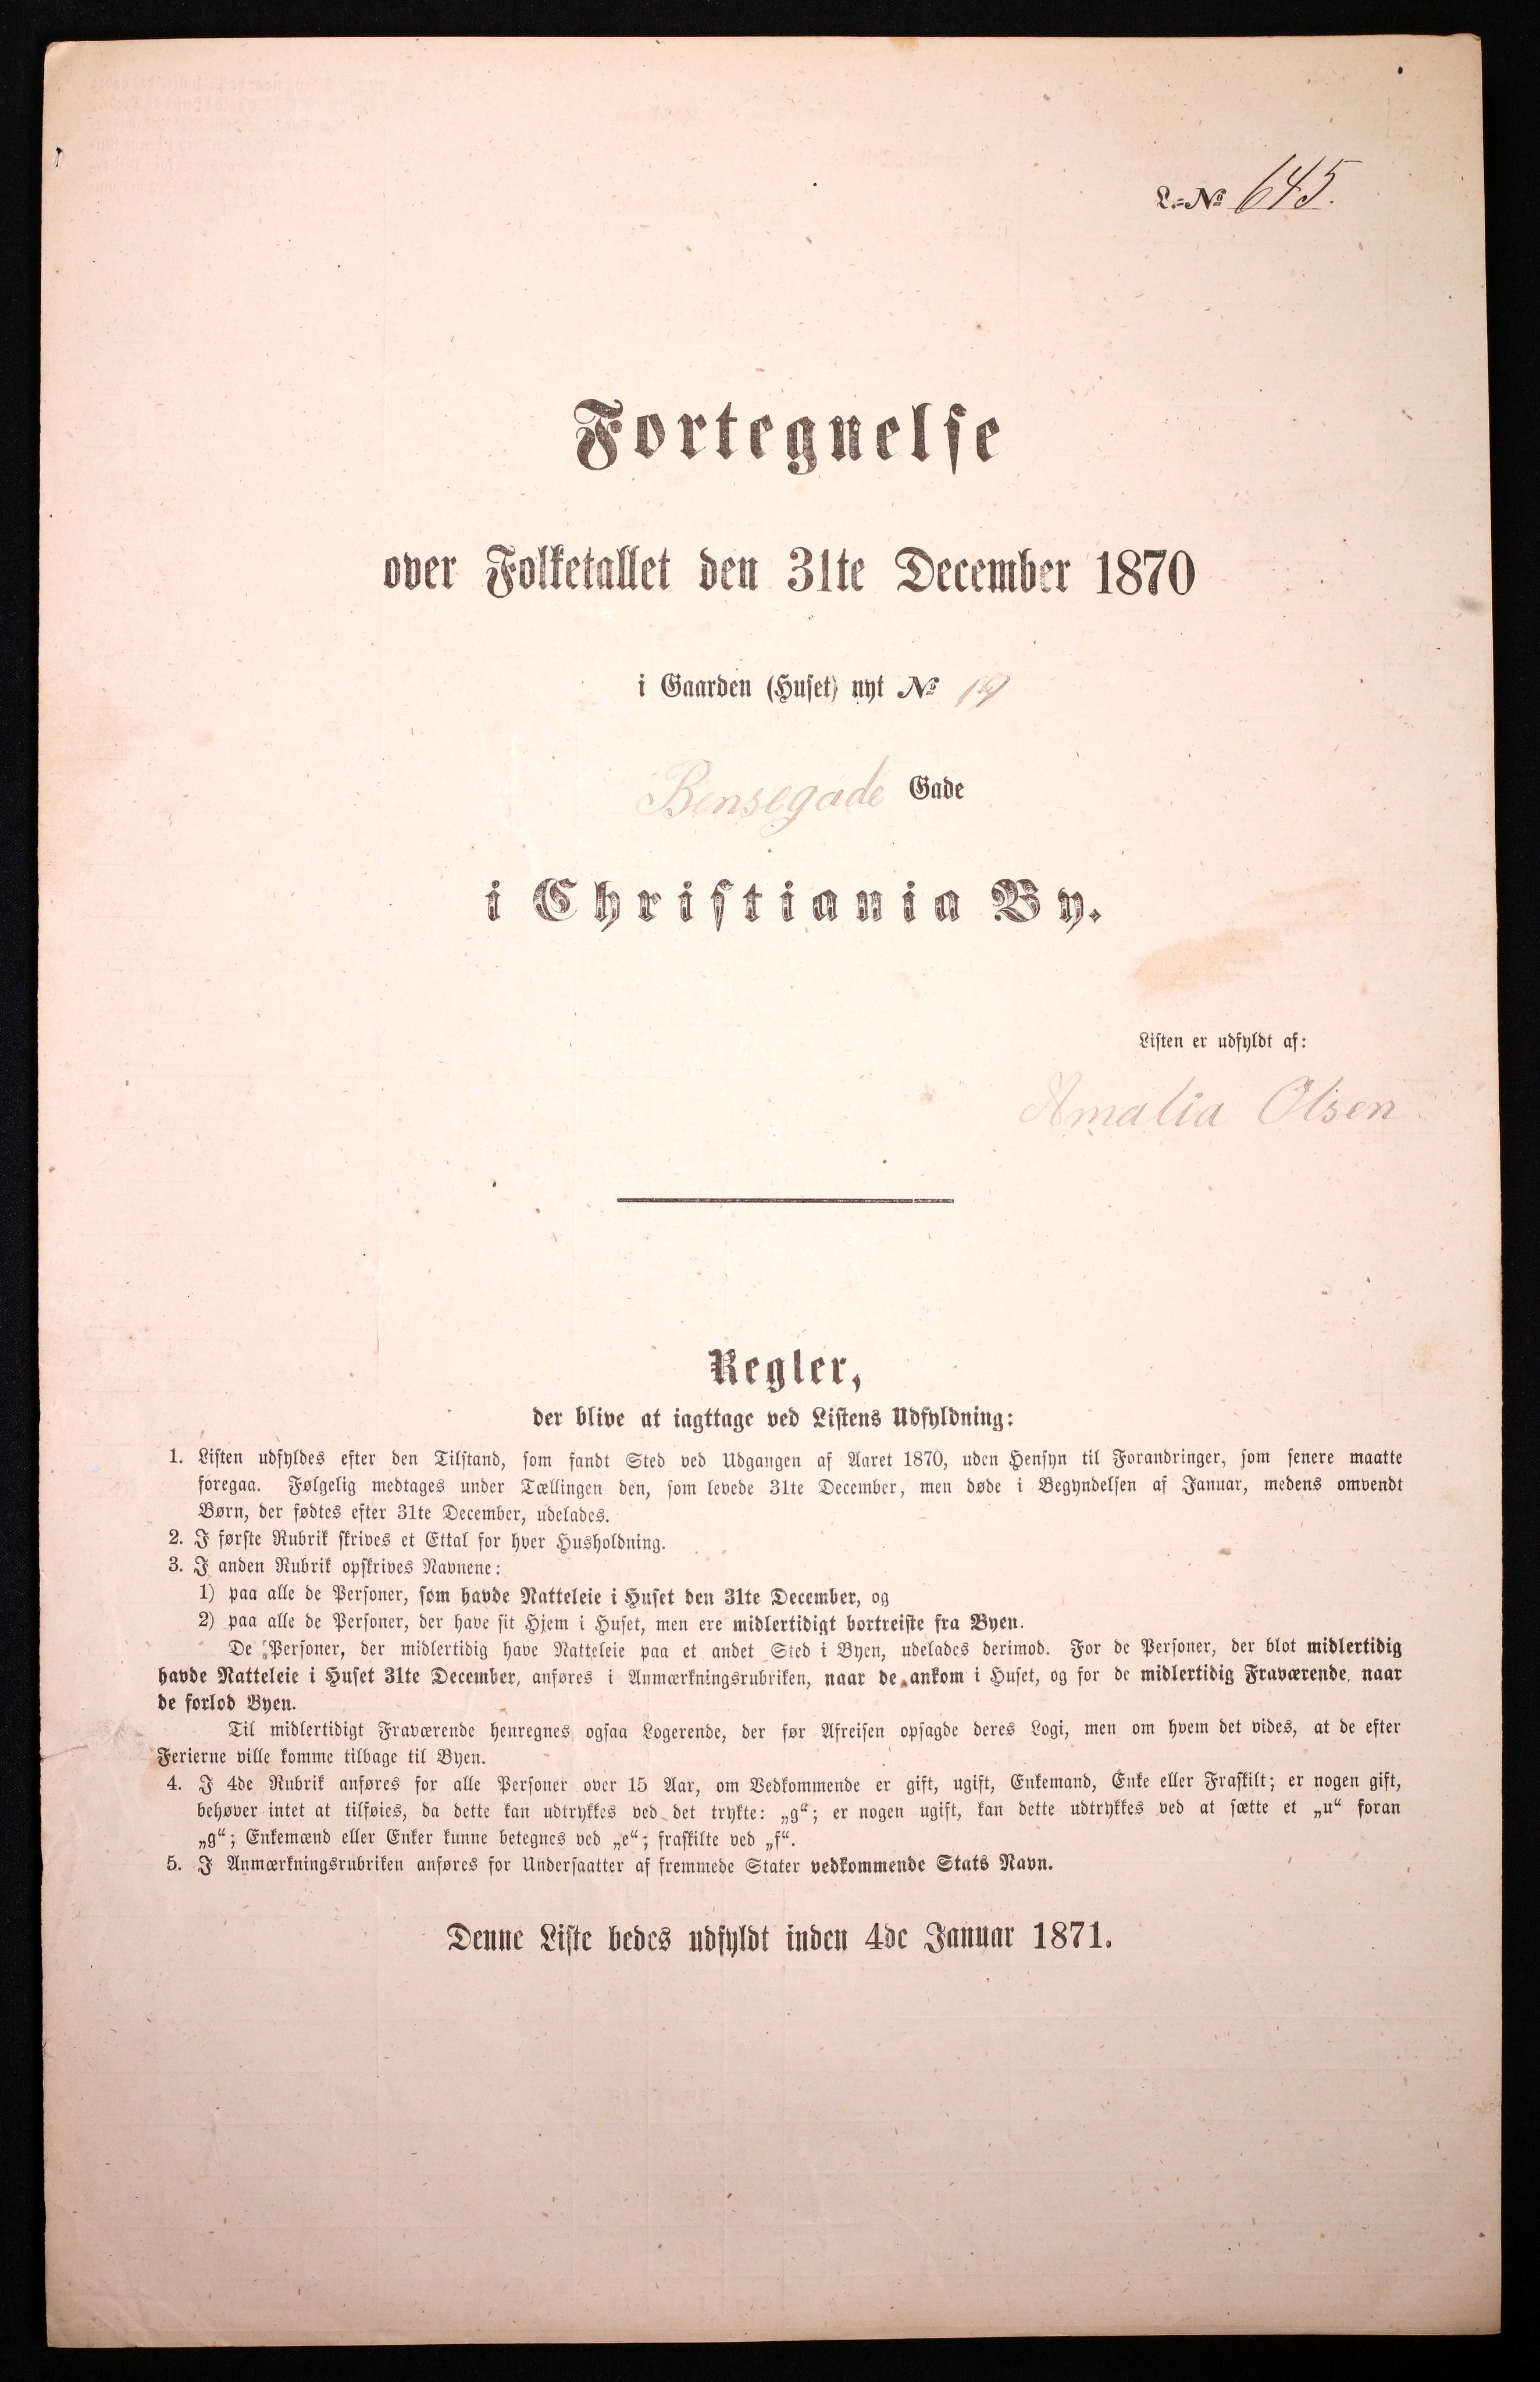 L.-№ 645.
Fortegnelse
over Folketallet den 31te December 1870
i Gaarden (Huset) nyt № 19
Bensegade Gade
i Christiania By.
Listen er udfyldt af:
Amalia Olsen
Regler,
der blive at iagttage ved Listens Udfyldning:
1. Listen udfyldes efter den Tilstand, som fandt Sted ved Udgangen af Aaret 1870, uden Hensyn til Forandringer, som senere maatte
foregaa. Følgelig medtages under Tællingen den, som levede 31te December, men døde i Begyndelsen af Januar, medens omvendt
Børn, der fødtes efter 31te December, udelades.
2. I første Rubrik skrives et Ettal for hver Husholdning.
3. I anden Rubrik opskrives Navnene:
1) paa alle de Personer, som havde Natteleie i Huset den 31te December, og
2) paa alle de Personer, der have sit Hjem i Huset, men ere midlertidigt bortreiste fra Byen.
De Personer, der midlertidig have Natteleie paa et andet Sted i Byen, udelades derimod. For de Personer, der blot midlertidig
havde Natteleie i Huset 31te December, anføres i Anmærkningsrubriken, naar de ankom i Huset, og for de midlertidig Fraværende, naar
de forlod Byen.
Til midlertidigt Fraværende henregnes ogsaa Logerende, der før Afreisen opsagde deres Logi, men om hvem det vides, at de efter
Ferierne ville komme tilbage til Byen.
4. I 4de Rubrik anføres for alle Personer over 15 Aar, om Vedkommende er gift, ugift, Enkemand, Enke eller Fraskilt; er nogen gift,
behøver intet at tilføies, da dette kan udtrykkes ved det trykte: „g“; er nogen ugift, kan dette udtrykkes ved at sætte et „u“ foran
„g“; Enkemænd eller Enker kunne betegnes ved „e“; fraskilte ved „f“.
5. I Anmærkningsrubriken anføres for Undersaatter af fremmede Stater vedkommende Stats Navn.
Denne Liste bedes udfyldt inden 4de Januar 1871.